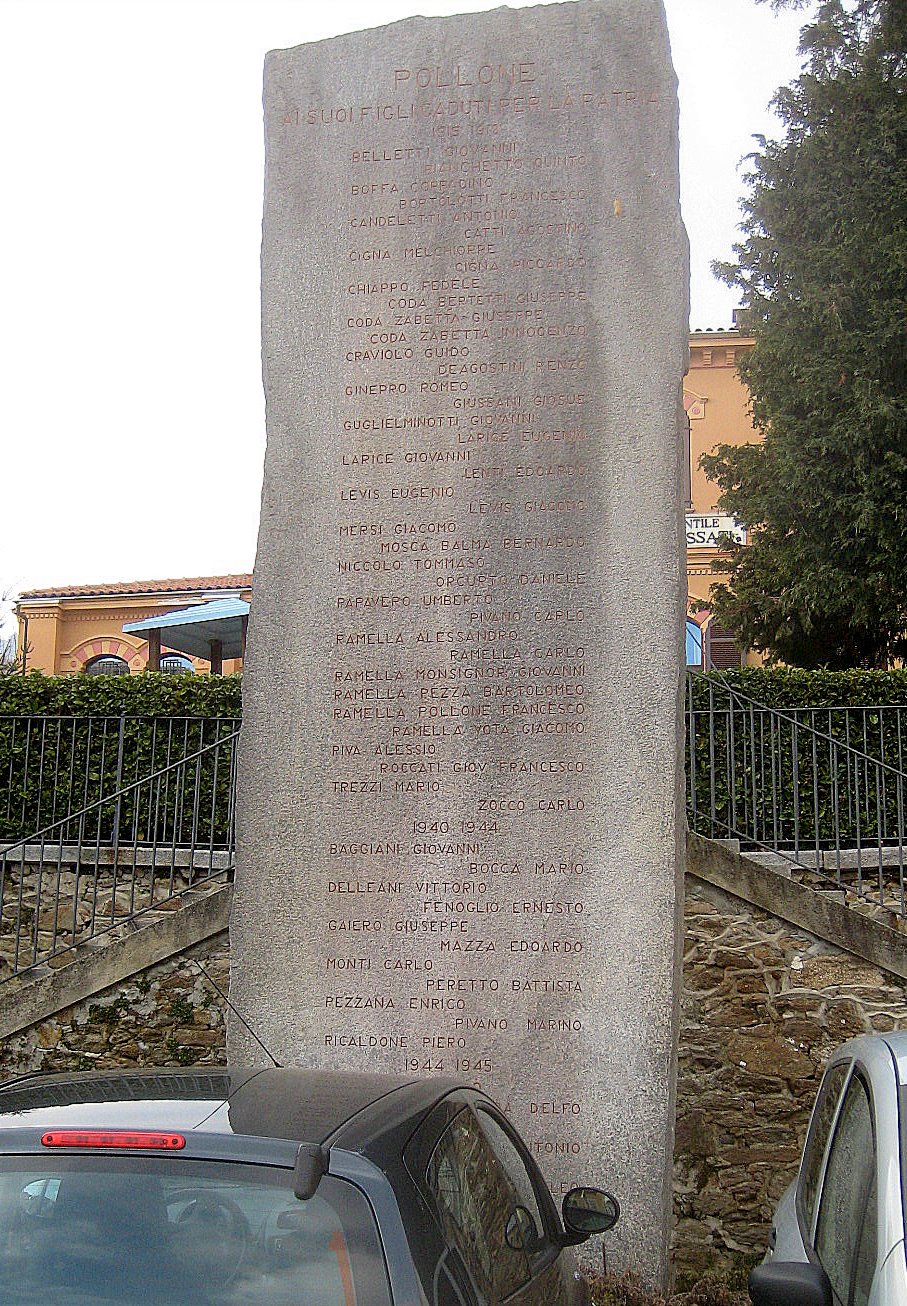 POLLONE
AI SUOI FIGLI CADUTI PER LA PATRIA
1915 1918
BELLETTI GIOVANNI
BIANCHETTO QUINTO
BOFFA CORRADINO
BORTOLOTTI FRANCESCO
CANDELETTI ANTONIO
CATTI AGOSTINO
CIGNA MELCHIORRE
CIGNA RICCARDO
CHIAPPO FEDELE
CODA BERTETTI GIUSEPPE
CODA ZABETTA GIUSEPPE
CODA ZABETTA INNOCENZO
CRAVIOLO GUIDO
DEAGOSTINI RENZO
GINEPRO ROMEO
GIUSSANI GIOSUE
GUGLIELMINOTTI GIOVANNI
LARICE EUGENIO
LARICE GIOVANNI
LENTI EDOARDO
LEVIS EUGENIO
LEVIS GIACOMO
MERSI GIACOMO
MOSCA BALMA BERNARDO
NICCOLO TOMMASO
ORCURTO DANIELE
PAPAVERO UMBERTO
PIVANO CARLO
RAMELLA ALESSANDRO
RAMELLA CARLO
RAMELLA MONSIGNOR GIOVANNI
RAMELLA PEZZA BARTOLOMEO
RAMELLA POLLONE FRANCESCO
RAMELLA VOTA GIACOMO
RIVA ALESSIO
ROCCATI GIOV FRANCESCO
TREZZI MARIO
ZOCCO CARLO
1940 1944
BAGGIANI GIOVANNI
BOCCA MARIO
DELLEANI VITTORIO
FENOGLIO ERNESTO
GAIERO GIUSEPPE
MAZZA EDOARDO
MONTI CARLO
PERETTO BATTISTA
PEZZANA ENRICO
PIVANO MARINO
RICALDONE PIERO
1944 1945
DELFO